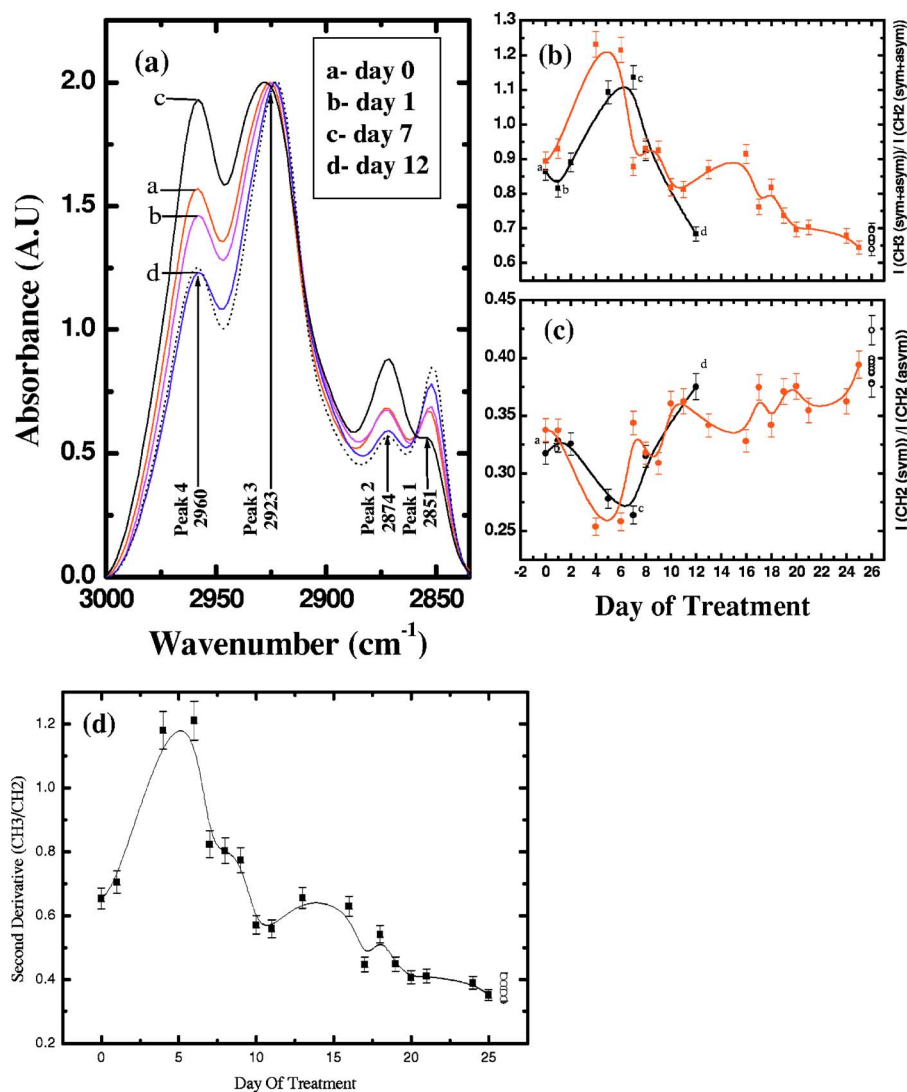 (a)
a- day 0
b- day 1
c- day 7
d- day 12
c
a
b
d
2.0
1.5
1.0
0.5
0.0
Absorbance (A.U)
Peak 4
2960
Peak 3
2923
Peak 2
2874
Peak 1
2851
3000 2950 2900 2850
Wavenumber (cm-1)
(b)
1.3
1.2
1.1
1.0
0.9
0.8
0.7
0.6
a
b
c
d
I (CH3 (sym+asym))/ I (CH2 (sym+asym))
(c)
0.45
0.40
0.35
0.30
0.25
a
c
d
I (CH2 (sym)) / I (CH2 (asym))
-2 0 2 4 6 8 10 12 14 16 18 20 22 24 26
Day of Treatment
(d)
1.2
1.0
0.8
0.6
0.4
0.2
Second Derivative (CH3/CH2)
0 5 10 15 20 25
Day Of Treatment